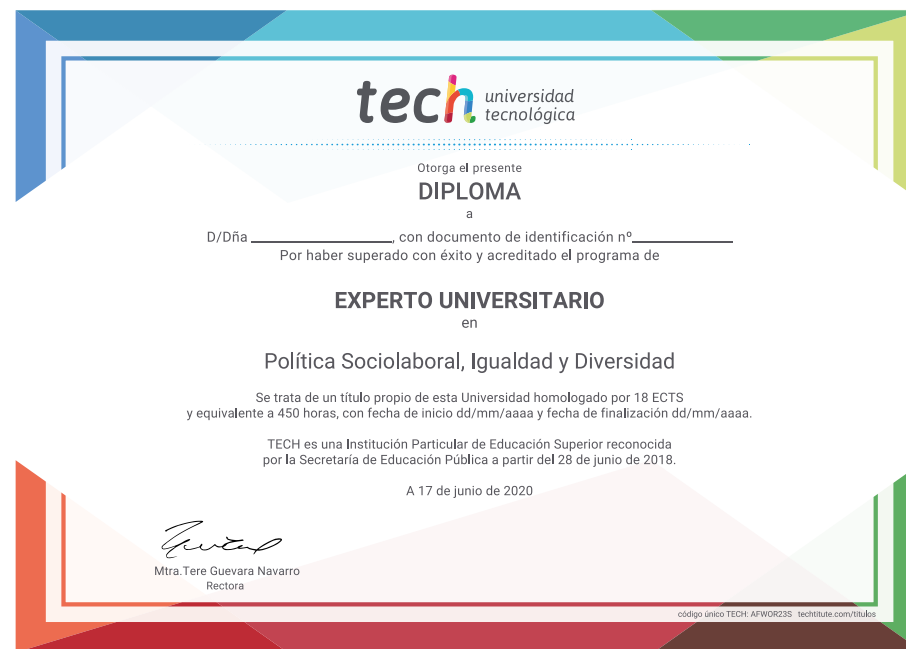 tech universidad
tecnológica
Otorga el presente
DIPLOMA
a
D/Dña ____________________, con documento de identificación nº______________
Por haber superado con éxito y acreditado el programa de
EXPERTO UNIVERSITARIO
en
Política Sociolaboral, Igualdad y Diversidad
Se trata de un título propio de esta Universidad homologado por 18 ECTS
y equivalente a 450 horas, con fecha de inicio dd/mm/aaaa y fecha de finalización dd/mm/aaaa.
TECH es una Institución Particular de Educación Superior reconocida
por la Secretaría de Educación Pública a partir del 28 de junio de 2018.
A 17 de junio de 2020
Mtra.Tere Guevara Navarro
Rectora
código único TECH: AFWOR23S techtitute.com/titulos